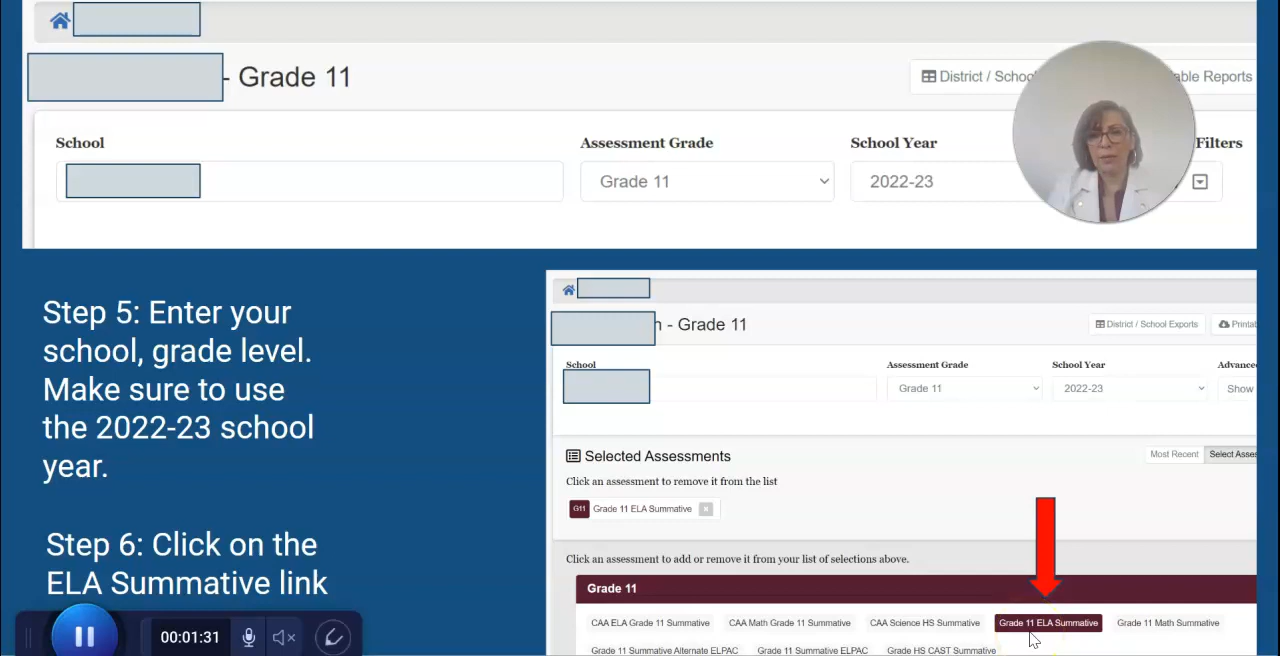 - Grade 11
District / Schoo
able Reports
School
Assessment Grade
School Year
Filters
Grade 11
2022-23
Step 5: Enter your
school, grade level.
Make sure to use
the 2022-23 school
year.
Step 6: Click on the
ELA Summative link
- Grade 11
District / School Exports
Printab
School
Assessment Grade
School Year
Advance
Grade 11
2022-23
Show
Selected Assessments
Most Recent
Select Asses
Click an assessment to remove it from the list
G11 Grade 11 ELA Summative
Click an assessment to add or remove it from your list of selections above.
Grade 11
CAA ELA Grade 11 Summative
CAA Math Grade 11 Summative
CAA Science HS Summative
Grade 11 ELA Summative
Grade 11 Math Summative
Grade 11 Summative Alternate ELPAC
Grade 11 Summative ELPAC
Grade HS CAST Summative
00:01:31